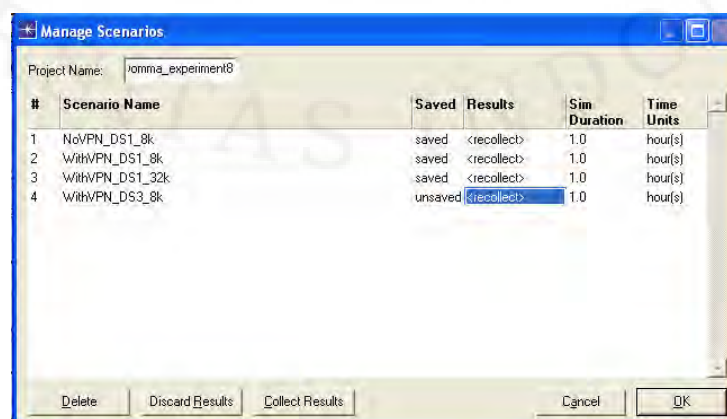 Manage Scenarios
Project Name: omma_experiment8
# Scenario Name Saved Results Sim Duration Time Units
1 NoVPN_DS1_8k saved <recollect> 1.0 hour(s)
2 WithVPN_DS1_8k saved <recollect> 1.0 hour(s)
3 WithVPN_DS1_32k saved <recollect> 1.0 hour(s)
4 WithVPN_DS3_8k unsaved <recollect> 1.0 hour(s)
Delete Discard Results Collect Results Cancel OK